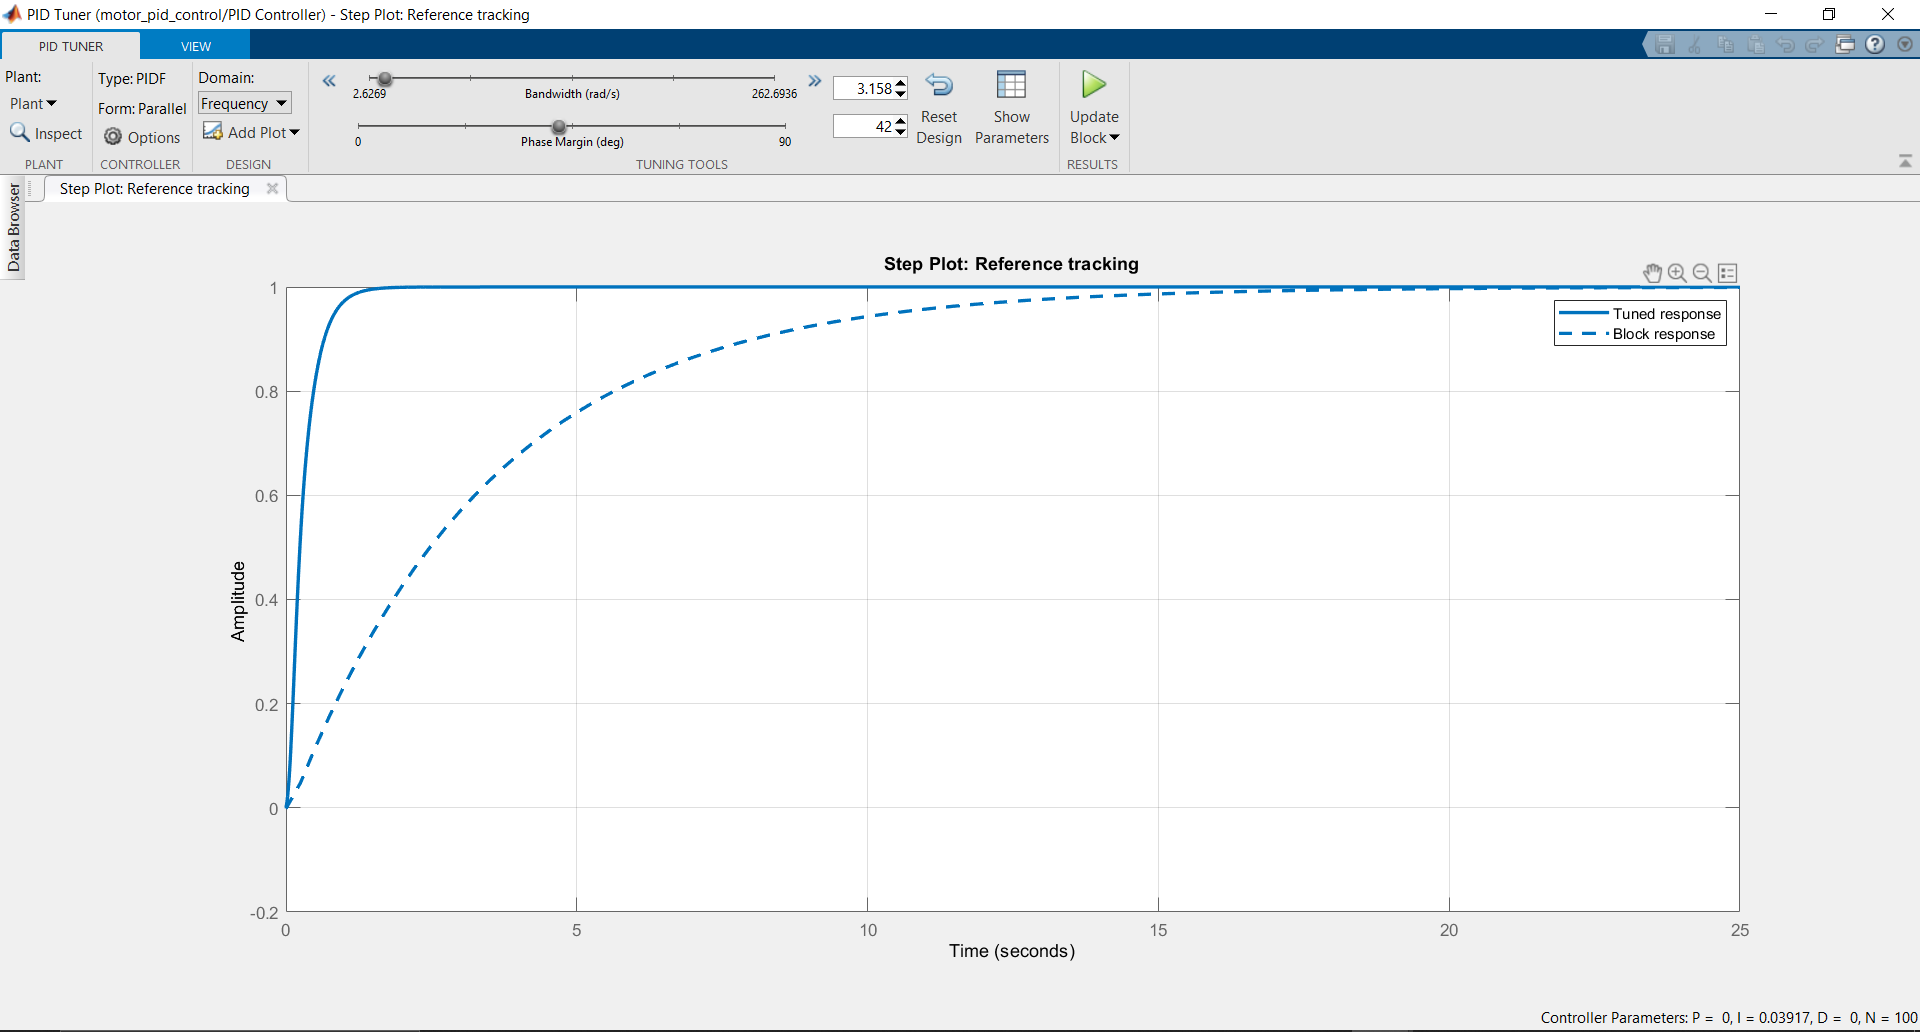 PID Tuner (motor_pid_control/PID Controller) - Step Plot: Reference tracking
PID TUNER
VIEW
Plant:
Plant
Inspect
PLANT
Type: PIDF
Form: Parallel
Options
CONTROLLER
Domain:
Frequency
Add Plot
DESIGN
2.6269
Bandwidth (rad/s)
262.6936
3.158
0
Phase Margin (deg)
90
42
Reset
Design
Show
Parameters
TUNING TOOLS
Update
Block
RESULTS
Data Browser
Step Plot: Reference tracking
Step Plot: Reference tracking
Tuned response
Block response
Amplitude
1
0.8
0.6
0.4
0.2
0
-0.2
0
5
10
15
20
25
Time (seconds)
Controller Parameters: P = 0, I = 0.03917, D = 0, N = 100